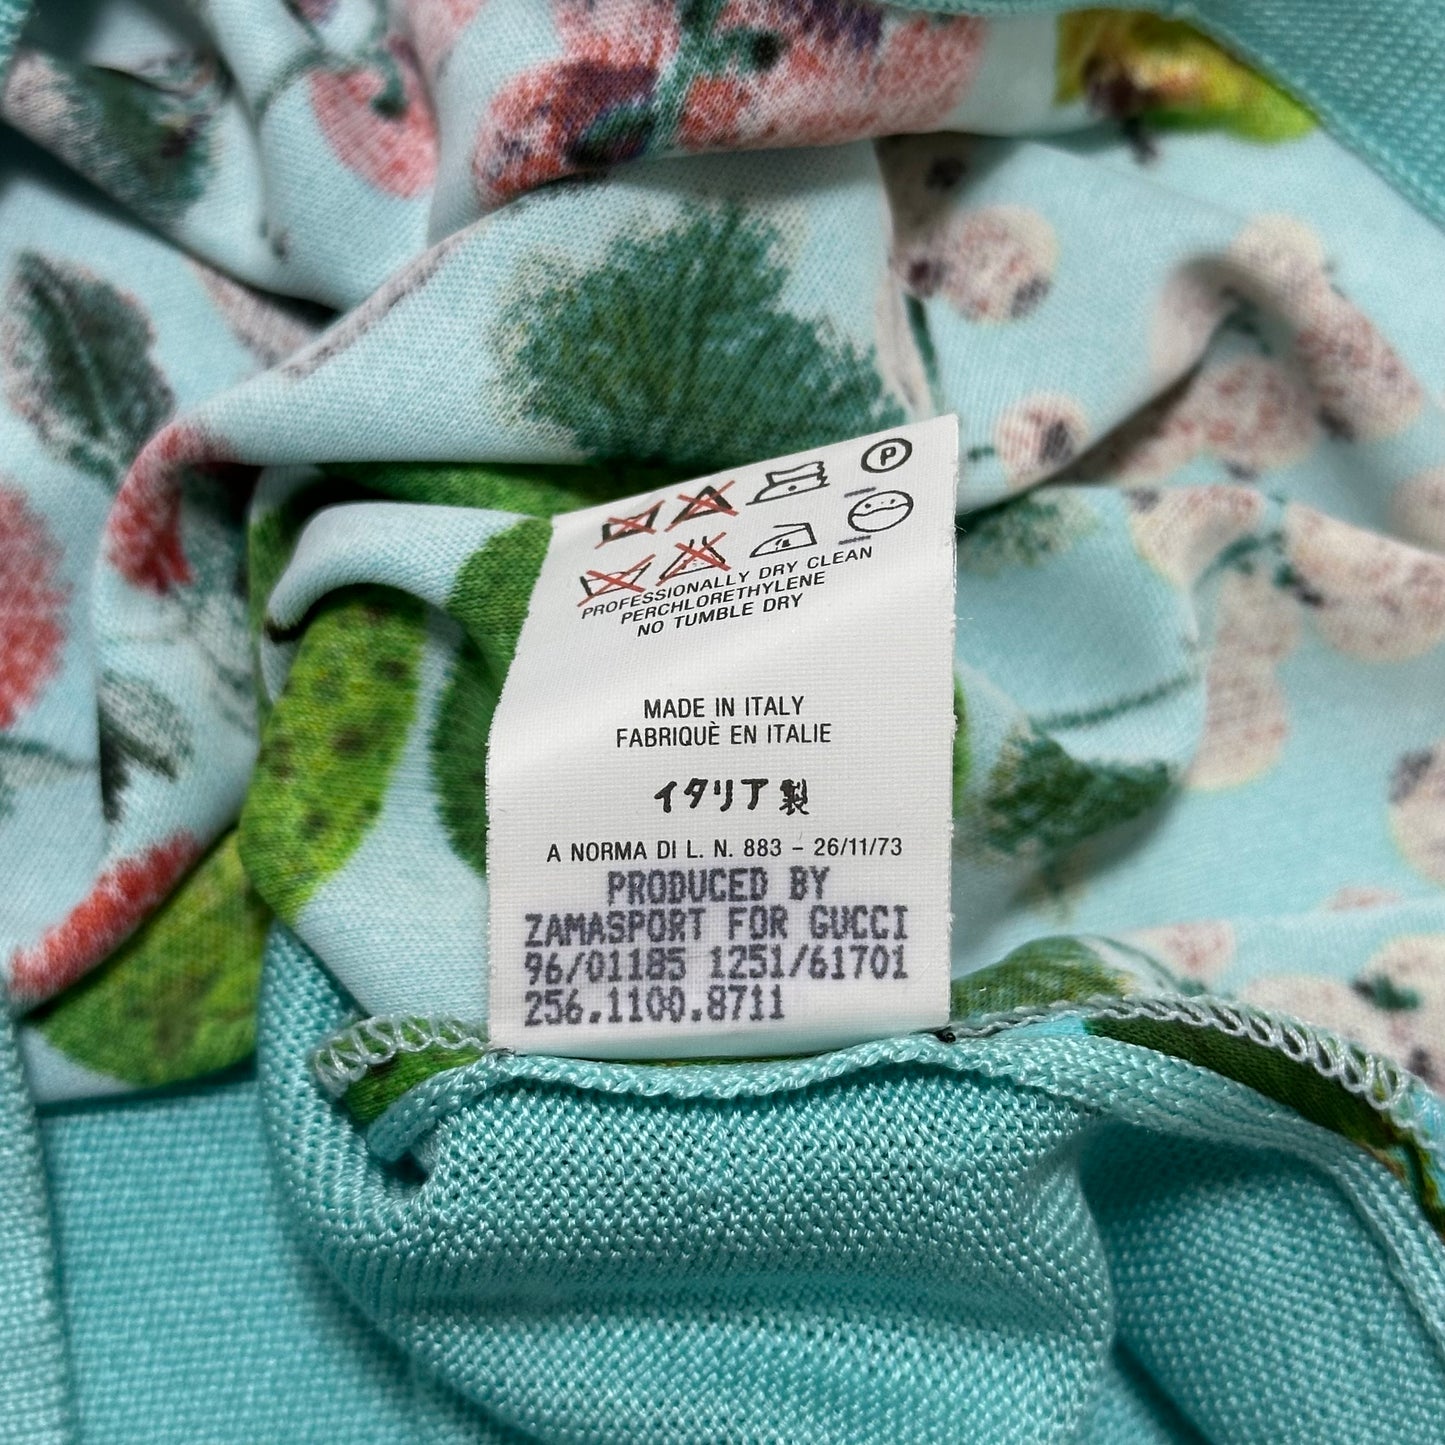 P
PROFESSIONALLY DRY CLEAN
PERCHLORETHYLENE
NO TUMBLE DRY
MADE IN ITALY
FABRIQUÈ EN ITALIE
イタリア製
A NORMA DI L. N. 883 - 26/11/73
PRODUCED BY
ZAMASPORT FOR GUCCI
96/01185 1251/61701
256.1100.8711